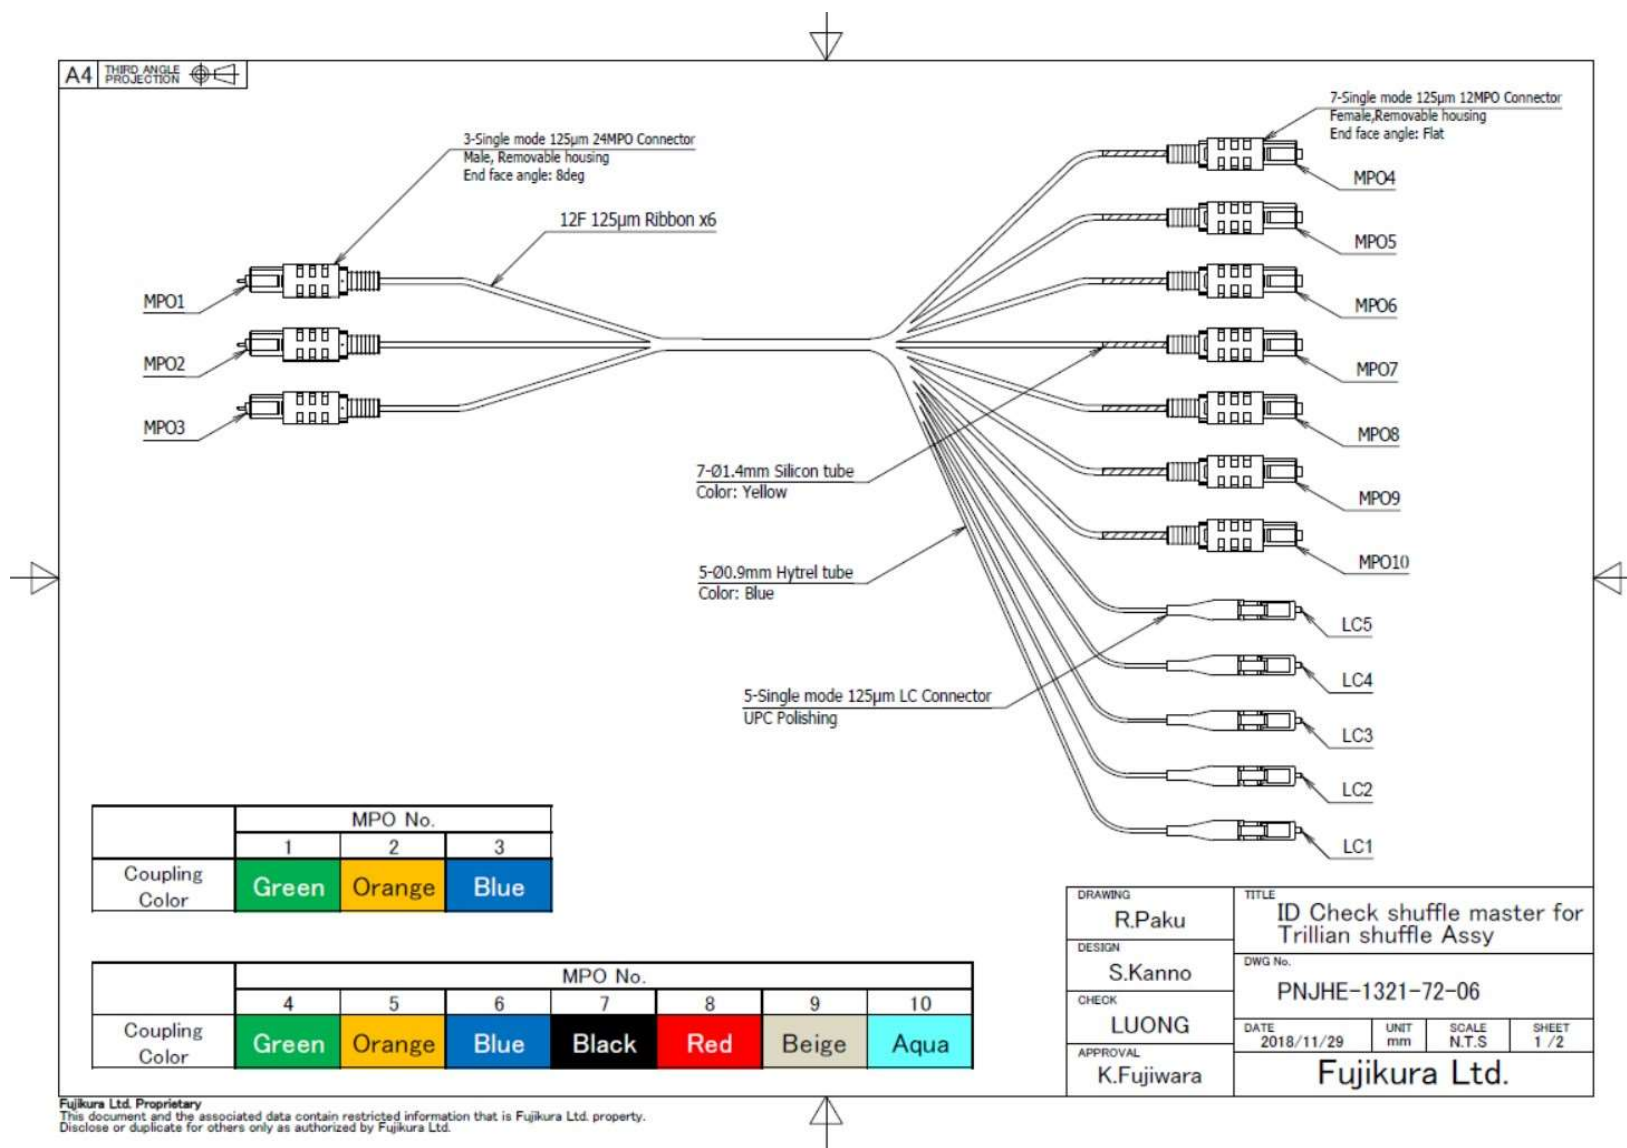 A4 THIRD ANGLE
PROJECTION
3-Single mode 125μm 24MPO Connector
Male, Removable housing
End face angle: 8deg
12F 125μm Ribbon x6
7-Single mode 125μm 12MPO Connector
Female,Removable housing
End face angle: Flat
MPO1
MPO2
MPO3
MPO4
MPO5
MPO6
MPO7
MPO8
MPO9
MPO10
7-Ø1.4mm Silicon tube
Color: Yellow
5-Ø0.9mm Hytrel tube
Color: Blue
5-Single mode 125μm LC Connector
UPC Polishing
LC5
LC4
LC3
LC2
LC1
MPO No.
1 2 3
Coupling
Color
Green Orange Blue
MPO No.
4 5 6 7 8 9 10
Coupling
Color
Green Orange Blue Black Red Beige Aqua
DRAWING
R.Paku
DESIGN
S.Kanno
CHECK
LUONG
APPROVAL
K.Fujiwara
TITLE
ID Check shuffle master for
Trillian shuffle Assy
DWG No.
PNJHE-1321-72-06
DATE UNIT SCALE SHEET
2018/11/29 mm N.T.S 1 /2
Fujikura Ltd.
Fujikura Ltd. Proprietary
This document and the associated data contain restricted information that is Fujikura Ltd. property.
Disclose or duplicate for others only as authorized by Fujikura Ltd.